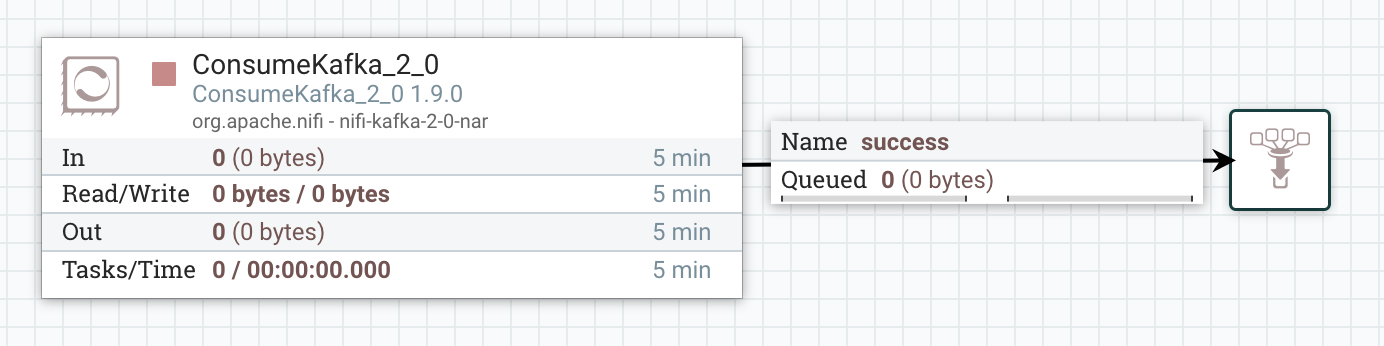 ConsumeKafka_2_0
ConsumeKafka_2_0 1.9.0
org.apache.nifi - nifi-kafka-2-0-nar
In 0 (0 bytes) 5 min
Read/Write 0 bytes / 0 bytes 5 min
Out 0 (0 bytes) 5 min
Tasks/Time 0 / 00:00:00.000 5 min
Name success
Queued 0 (0 bytes)